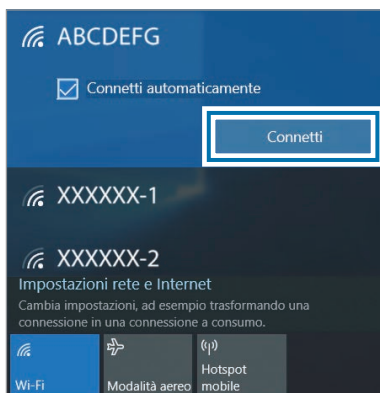 ABCDEFG
Connetti automaticamente
Connetti
XXXXXX-1
XXXXXX-2
Impostazioni rete e Internet
Cambia impostazioni, ad esempio trasformando una
connessione in una connessione a consumo.
Wi-Fi
Modalità aereo
Hotspot
mobile